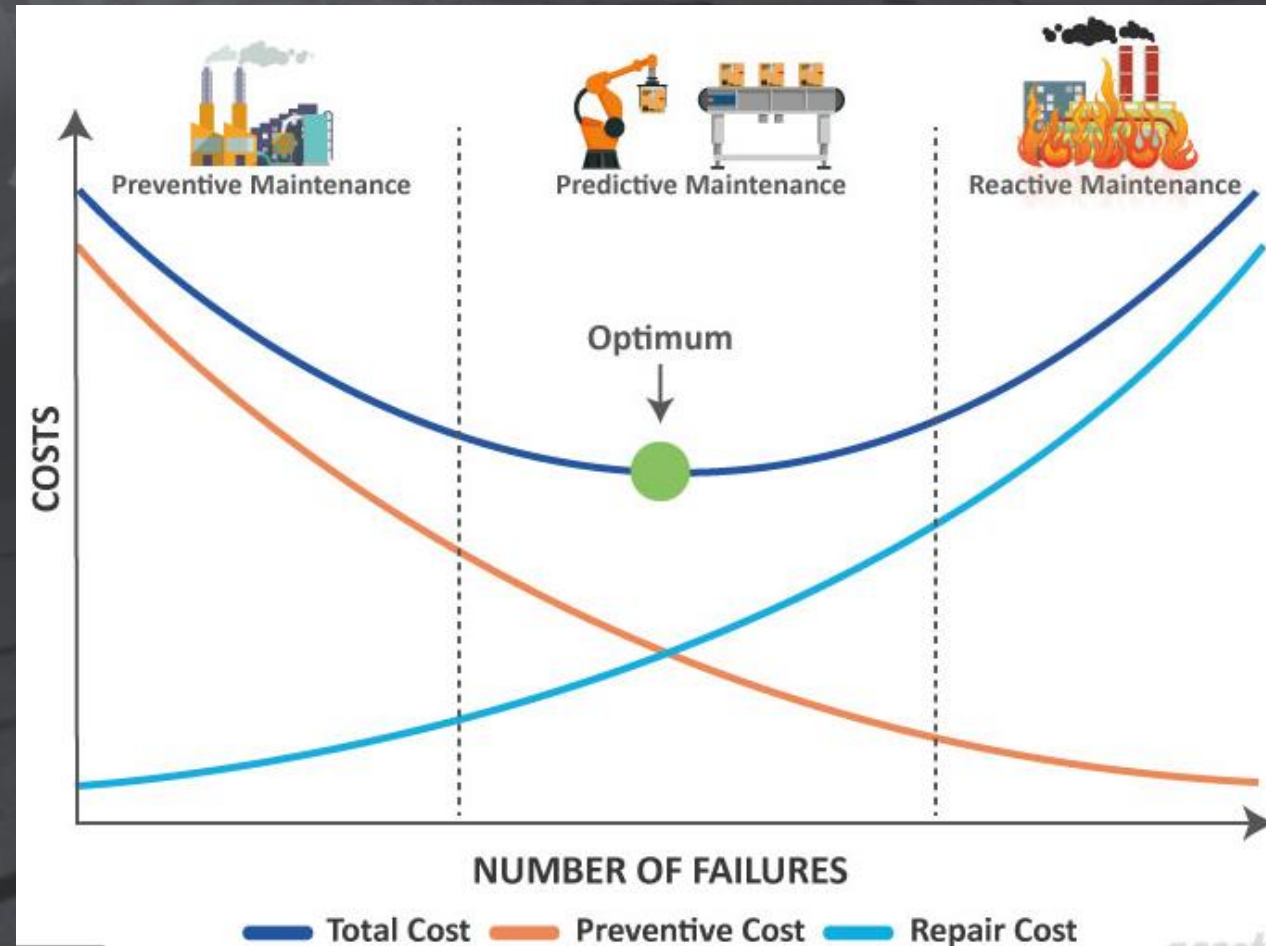 Preventive Maintenance
Predictive Maintenance
Reactive Maintenance
Optimum
COSTS
NUMBER OF FAILURES
Total Cost
Preventive Cost
Repair Cost